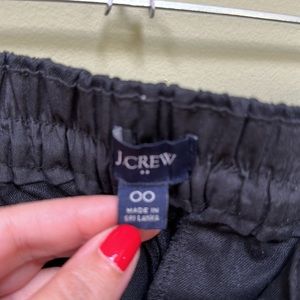 J.CREW
00
MADE IN
SRI LANKA